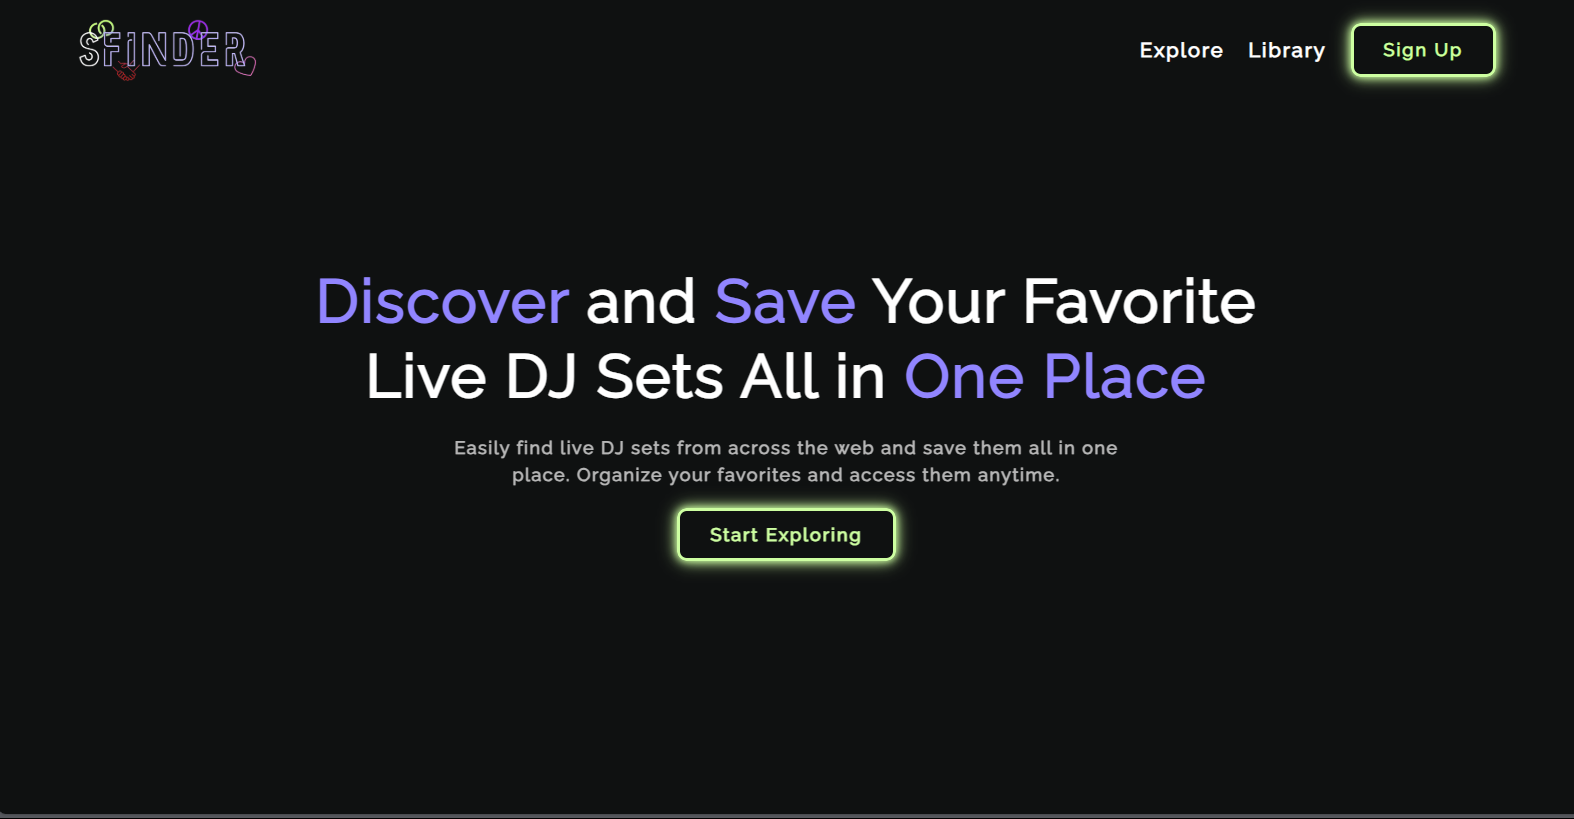 SFINDER
Explore Library Sign Up
Discover and Save Your Favorite
Live DJ Sets All in One Place
Easily find live DJ sets from across the web and save them all in one
place. Organize your favorites and access them anytime.
Start Exploring